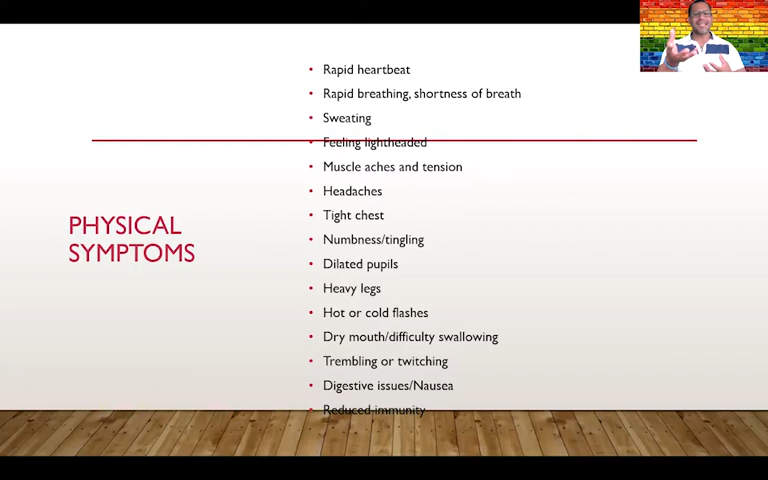 Rapid heartbeat
Rapid breathing, shortness of breath
Sweating
Feeling lightheaded
Muscle aches and tension
Headaches
Tight chest
Numbness/tingling
Dilated pupils
Heavy legs
Hot or cold flashes
Dry mouth/difficulty swallowing
Trembling or twitching
Digestive issues/Nausea
Reduced immunity
PHYSICAL
SYMPTOMS